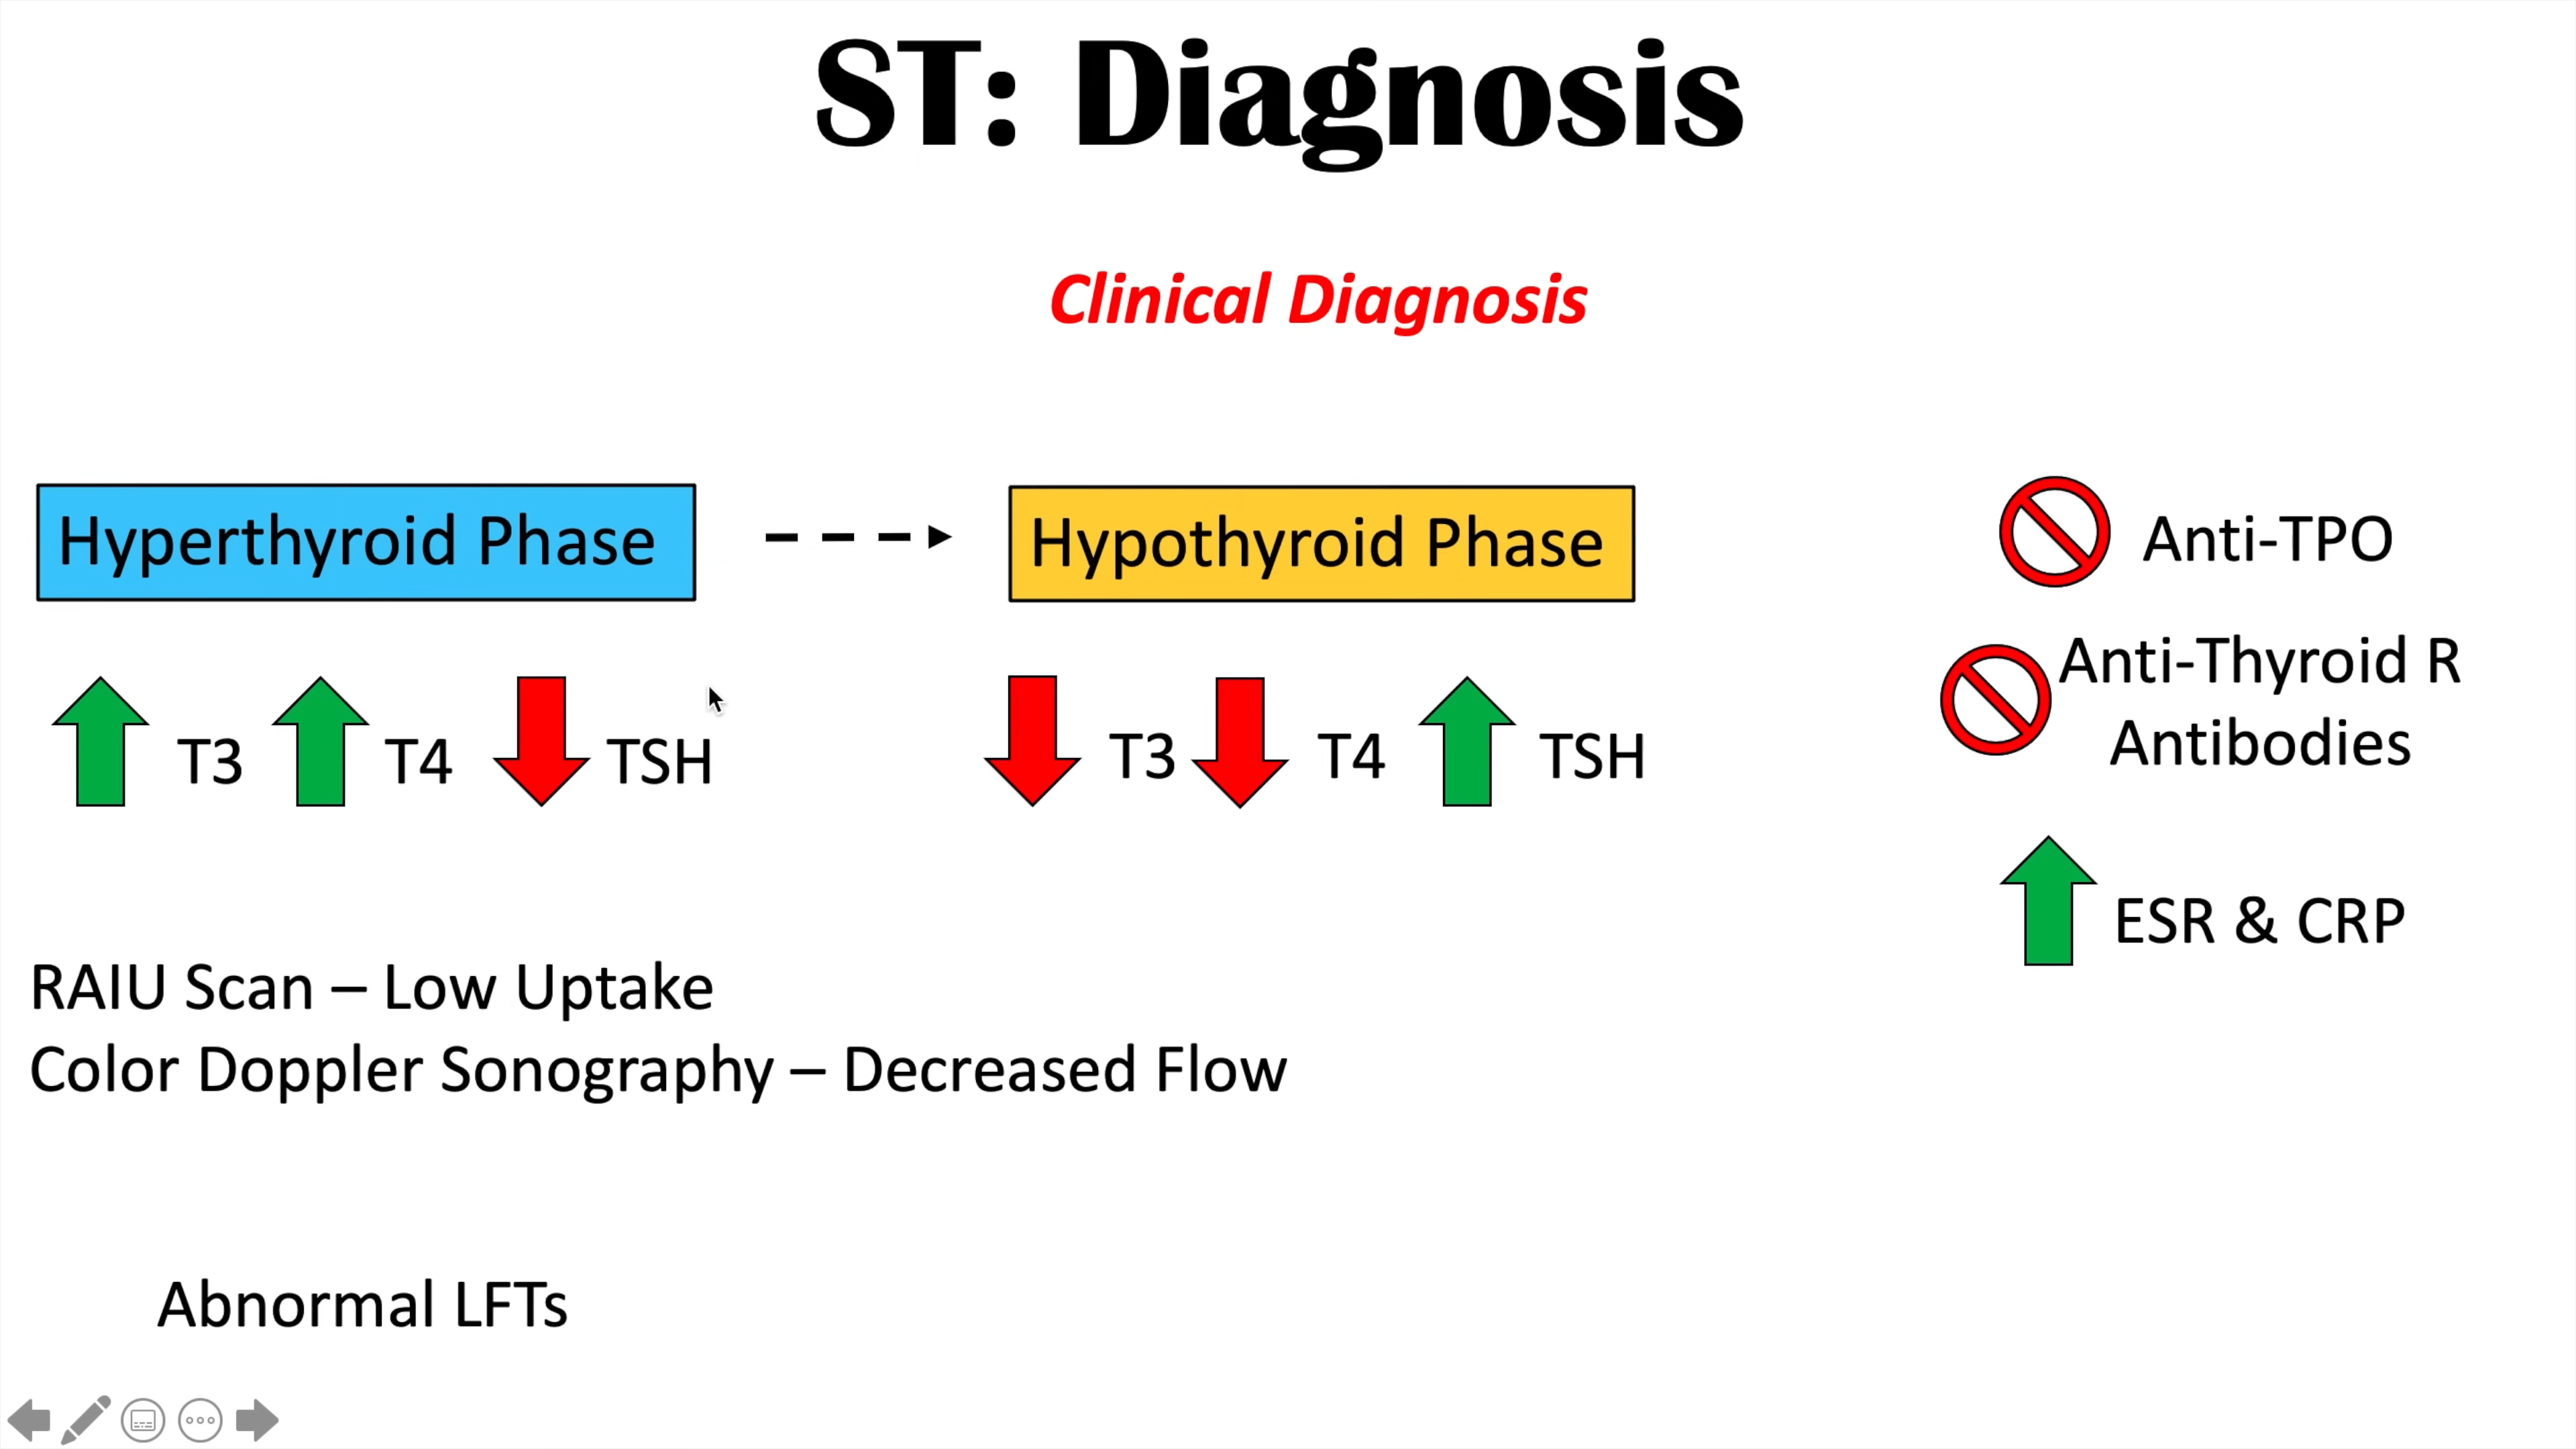 ST: Diagnosis
Clinical Diagnosis
Hyperthyroid Phase
Hypothyroid Phase
T3 T4 TSH
T3 T4 TSH
Anti-TPO
Anti-Thyroid R
Antibodies
ESR & CRP
RAIU Scan – Low Uptake
Color Doppler Sonography – Decreased Flow
Abnormal LFTs